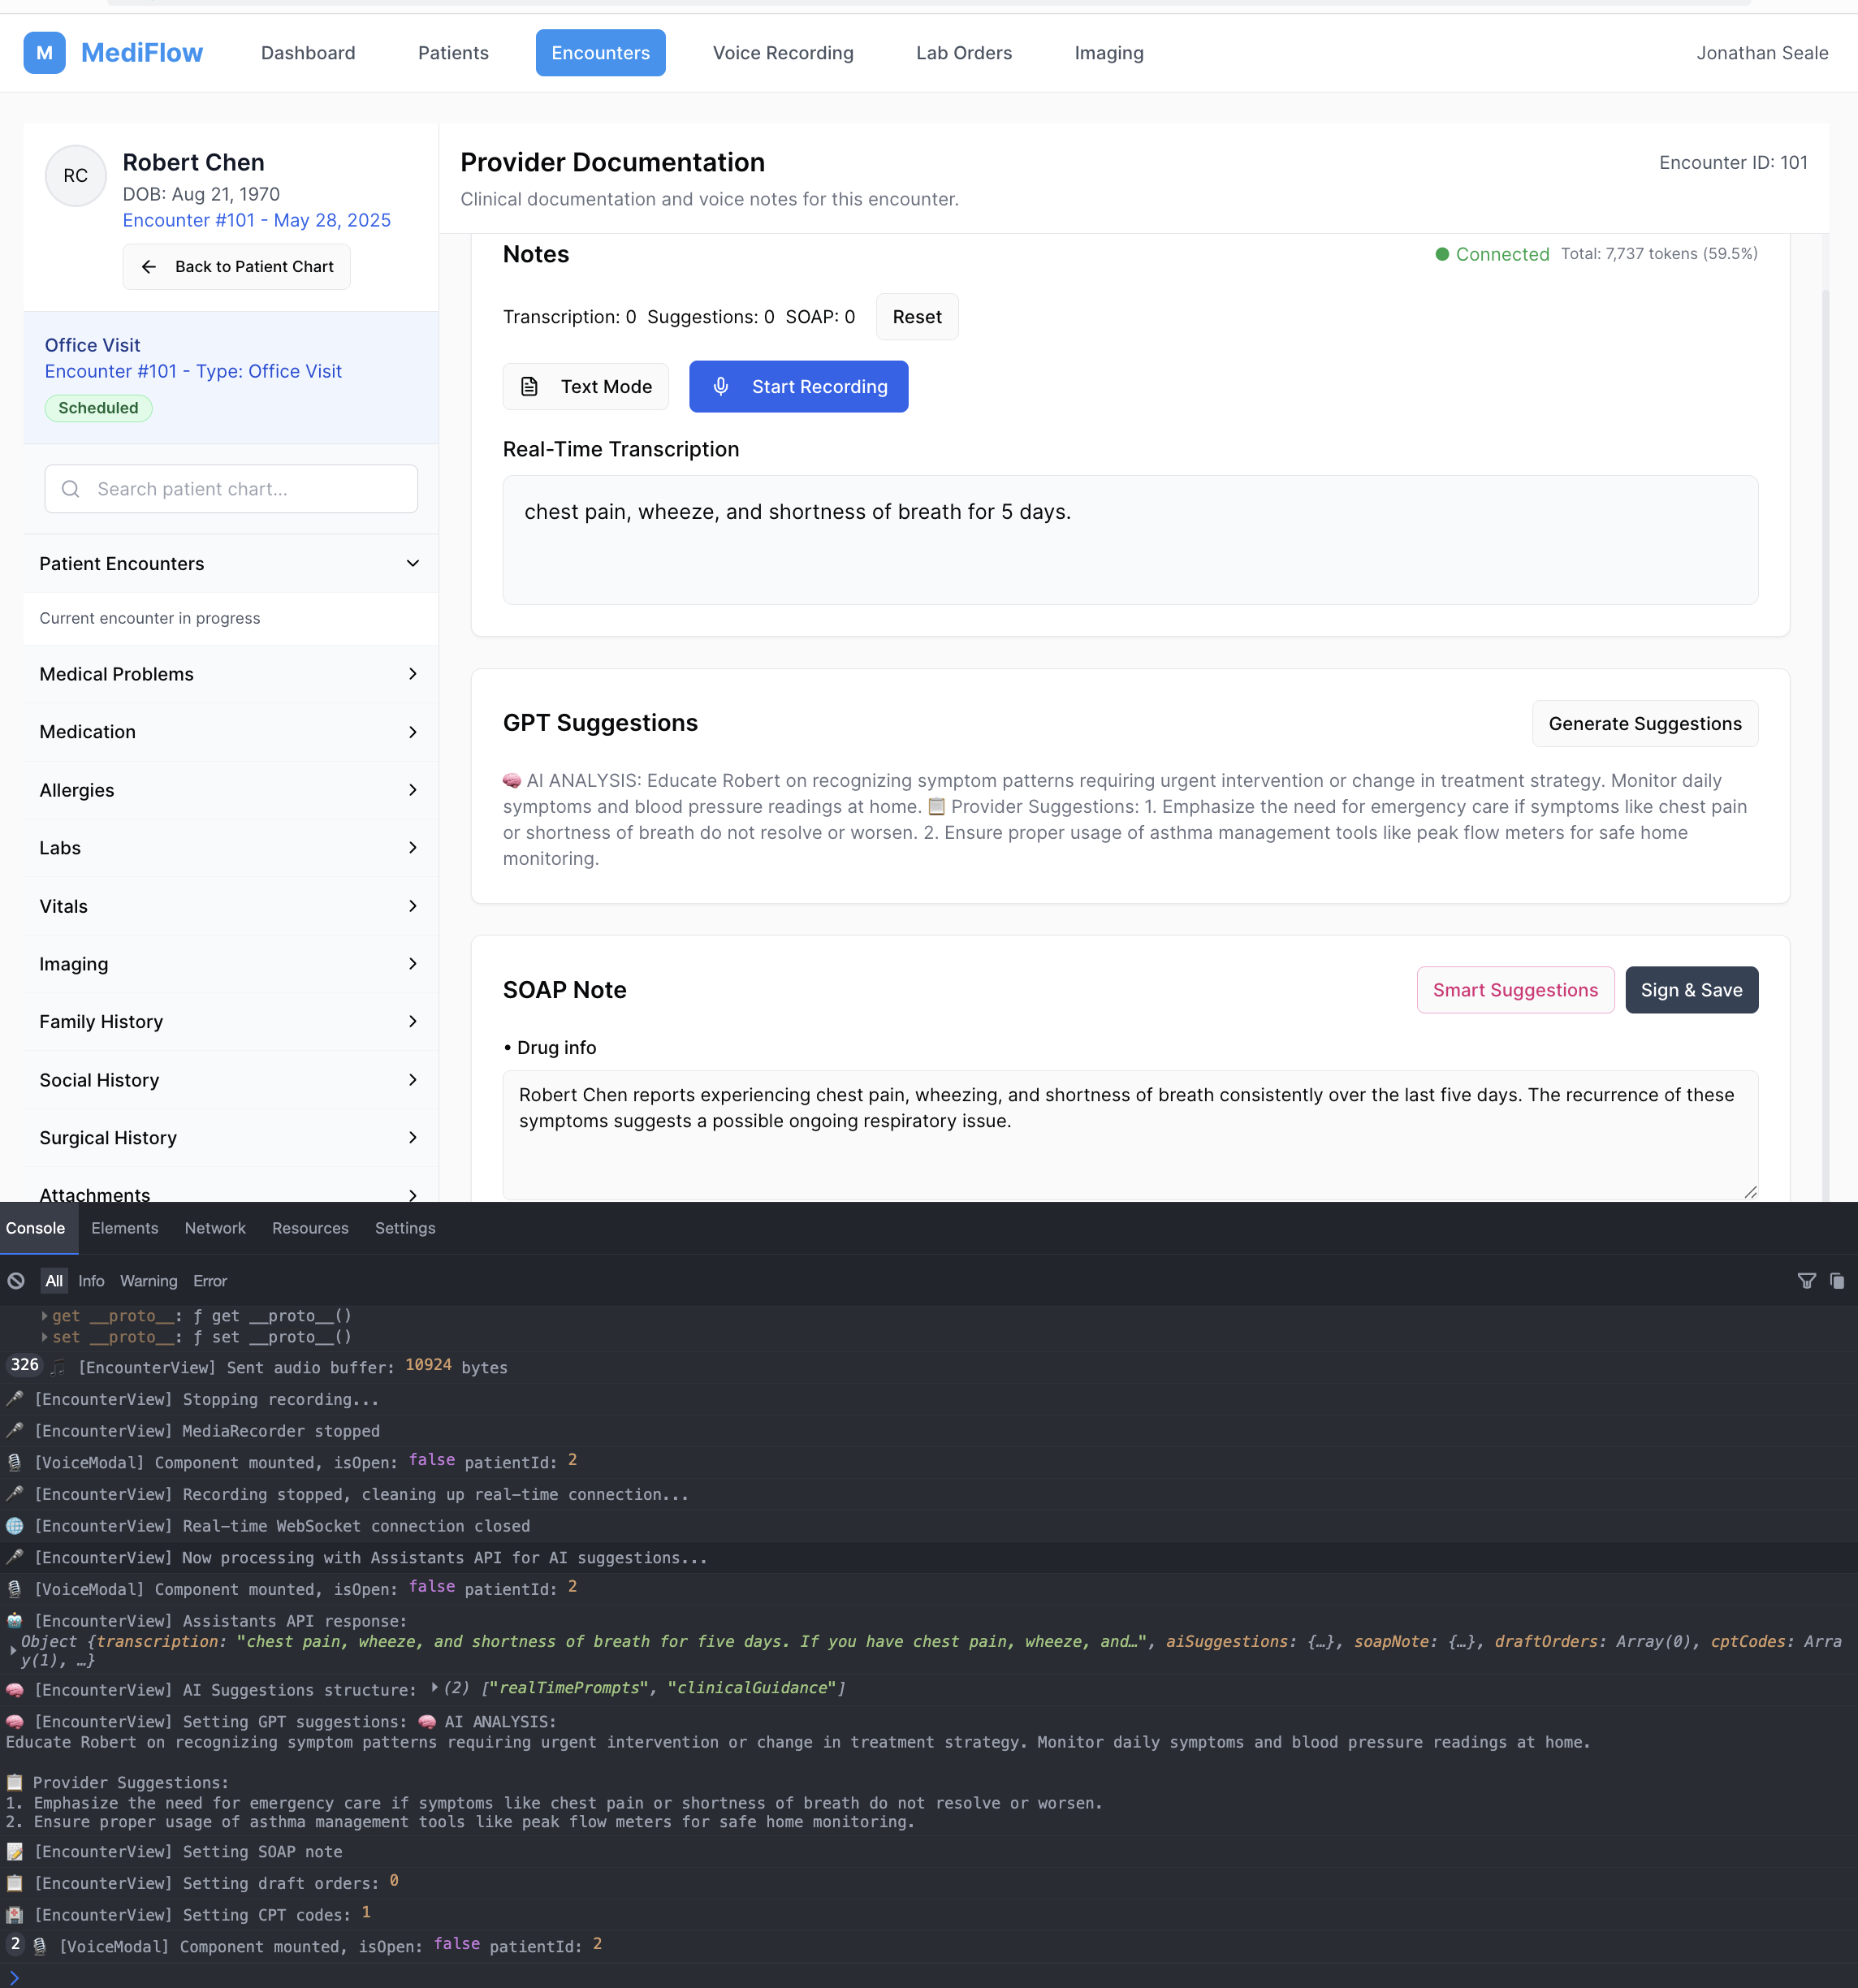 M MediFlow Dashboard Patients Encounters Voice Recording Lab Orders Imaging Jonathan Seale
RC
Robert Chen
DOB: Aug 21, 1970
Encounter #101 - May 28, 2025
Back to Patient Chart
Office Visit
Encounter #101 - Type: Office Visit
Scheduled
Search patient chart...
Patient Encounters
Current encounter in progress
Medical Problems
Medication
Allergies
Labs
Vitals
Imaging
Family History
Social History
Surgical History
Attachments
Provider Documentation
Encounter ID: 101
Clinical documentation and voice notes for this encounter.
Notes
Connected Total: 7,737 tokens (59.5%)
Transcription: 0 Suggestions: 0 SOAP: 0 Reset
Text Mode Start Recording
Real-Time Transcription
chest pain, wheeze, and shortness of breath for 5 days.
GPT Suggestions
Generate Suggestions
🧠 AI ANALYSIS: Educate Robert on recognizing symptom patterns requiring urgent intervention or change in treatment strategy. Monitor daily
symptoms and blood pressure readings at home. 📋 Provider Suggestions: 1. Emphasize the need for emergency care if symptoms like chest pain
or shortness of breath do not resolve or worsen. 2. Ensure proper usage of asthma management tools like peak flow meters for safe home
monitoring.
SOAP Note
Smart Suggestions Sign & Save
• Drug info
Robert Chen reports experiencing chest pain, wheezing, and shortness of breath consistently over the last five days. The recurrence of these
symptoms suggests a possible ongoing respiratory issue.
Console Elements Network Resources Settings
All Info Warning Error
get __proto__: ƒ get __proto__()
set __proto__: ƒ set __proto__()
326 🎵 [EncounterView] Sent audio buffer: 10924 bytes
🎤 [EncounterView] Stopping recording...
🎤 [EncounterView] MediaRecorder stopped
🎙 [VoiceModal] Component mounted, isOpen: false patientId: 2
🎤 [EncounterView] Recording stopped, cleaning up real-time connection...
🌐 [EncounterView] Real-time WebSocket connection closed
🎤 [EncounterView] Now processing with Assistants API for AI suggestions...
🎙 [VoiceModal] Component mounted, isOpen: false patientId: 2
🤖 [EncounterView] Assistants API response:
Object {transcription: "chest pain, wheeze, and shortness of breath for five days. If you have chest pain, wheeze, and…", aiSuggestions: {…}, soapNote: {…}, draftOrders: Array(0), cptCodes: Arra
y(1), …}
🧠 [EncounterView] AI Suggestions structure: (2) ["realTimePrompts", "clinicalGuidance"]
🧠 [EncounterView] Setting GPT suggestions: 🧠 AI ANALYSIS:
Educate Robert on recognizing symptom patterns requiring urgent intervention or change in treatment strategy. Monitor daily symptoms and blood pressure readings at home.
📋 Provider Suggestions:
1. Emphasize the need for emergency care if symptoms like chest pain or shortness of breath do not resolve or worsen.
2. Ensure proper usage of asthma management tools like peak flow meters for safe home monitoring.
📝 [EncounterView] Setting SOAP note
📋 [EncounterView] Setting draft orders: 0
🏥 [EncounterView] Setting CPT codes: 1
2 🎙 [VoiceModal] Component mounted, isOpen: false patientId: 2